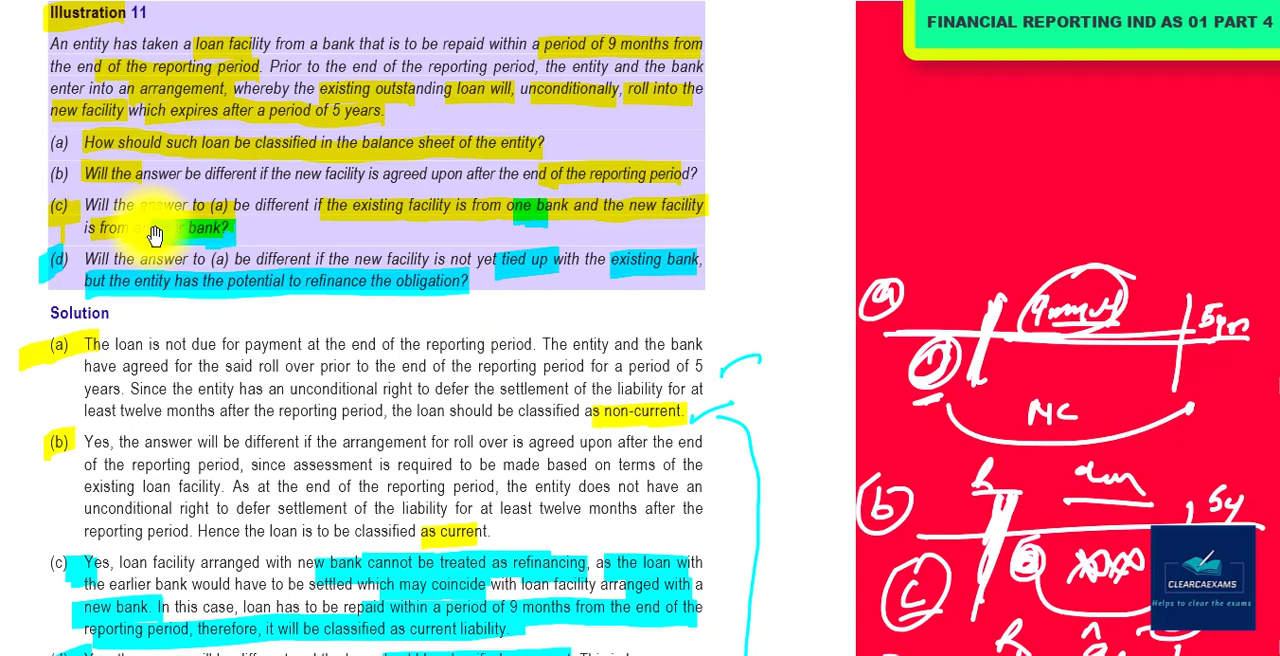 Illustration 11
FINANCIAL REPORTING IND AS 01 PART 4
An entity has taken a loan facility from a bank that is to be repaid within a period of 9 months from
the end of the reporting period. Prior to the end of the reporting period, the entity and the bank
enter into an arrangement, whereby the existing outstanding loan will, unconditionally, roll into the
new facility which expires after a period of 5 years.
(a) How should such loan be classified in the balance sheet of the entity?
(b) Will the answer be different if the new facility is agreed upon after the end of the reporting period?
(c) Will the answer to (a) be different if the existing facility is from one bank and the new facility
is from bank?
(d) Will the answer to (a) be different if the new facility is not yet tied up with the existing bank,
but the entity has the potential to refinance the obligation?
Solution
(a) The loan is not due for payment at the end of the reporting period. The entity and the bank
have agreed for the said roll over prior to the end of the reporting period for a period of 5
years. Since the entity has an unconditional right to defer the settlement of the liability for at
least twelve months after the reporting period, the loan should be classified as non-current.
(b) Yes, the answer will be different if the arrangement for roll over is agreed upon after the end
of the reporting period, since assessment is required to be made based on terms of the
existing loan facility. As at the end of the reporting period, the entity does not have an
unconditional right to defer settlement of the liability for at least twelve months after the
reporting period. Hence the loan is to be classified as current.
(c) Yes, loan facility arranged with new bank cannot be treated as refinancing, as the loan with
the earlier bank would have to be settled which may coincide with loan facility arranged with a
new bank. In this case, loan has to be repaid within a period of 9 months from the end of the
reporting period, therefore, it will be classified as current liability.
a
5yrs
NC
b
5y
C
CLEARCAEXAMS
Helps to clear the exams